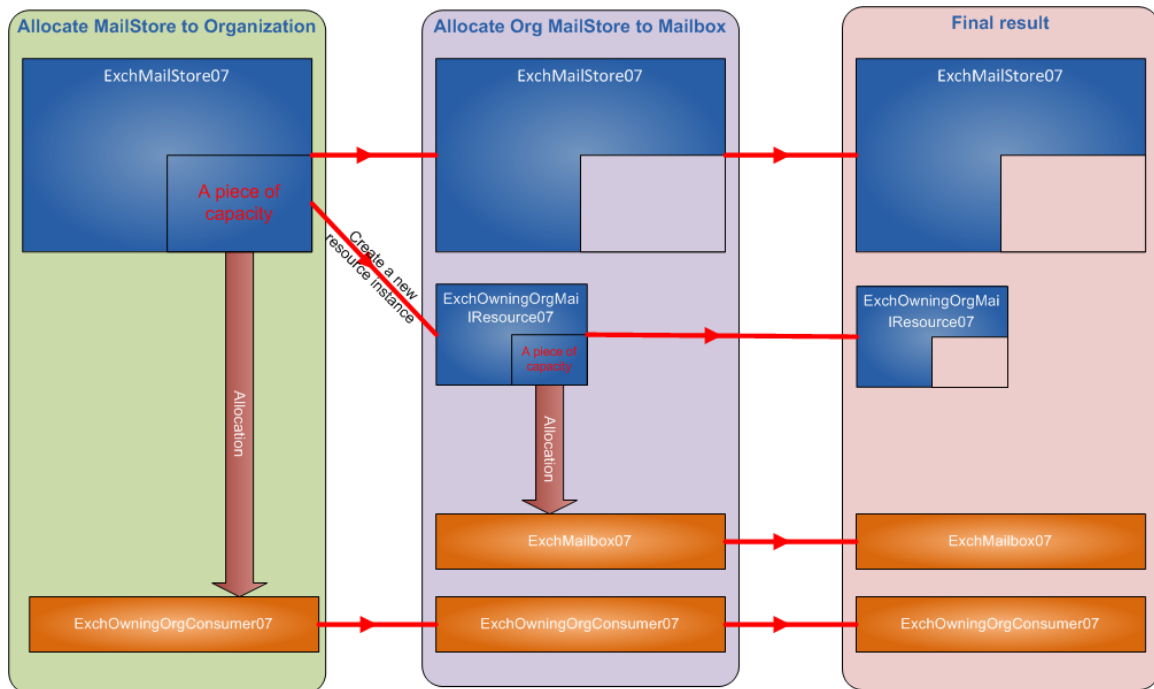 Allocate MailStore to Organization
ExchMailStore07
A piece of
capacity
Allocation
ExchOwningOrgConsumer07
Create a new
resource instance
Allocate Org MailStore to Mailbox
ExchMailStore07
ExchOwningOrgMai
lResource07
A piece of
capacity
Allocation
ExchMailbox07
ExchOwningOrgConsumer07
Final result
ExchMailStore07
ExchOwningOrgMai
lResource07
ExchMailbox07
ExchOwningOrgConsumer07